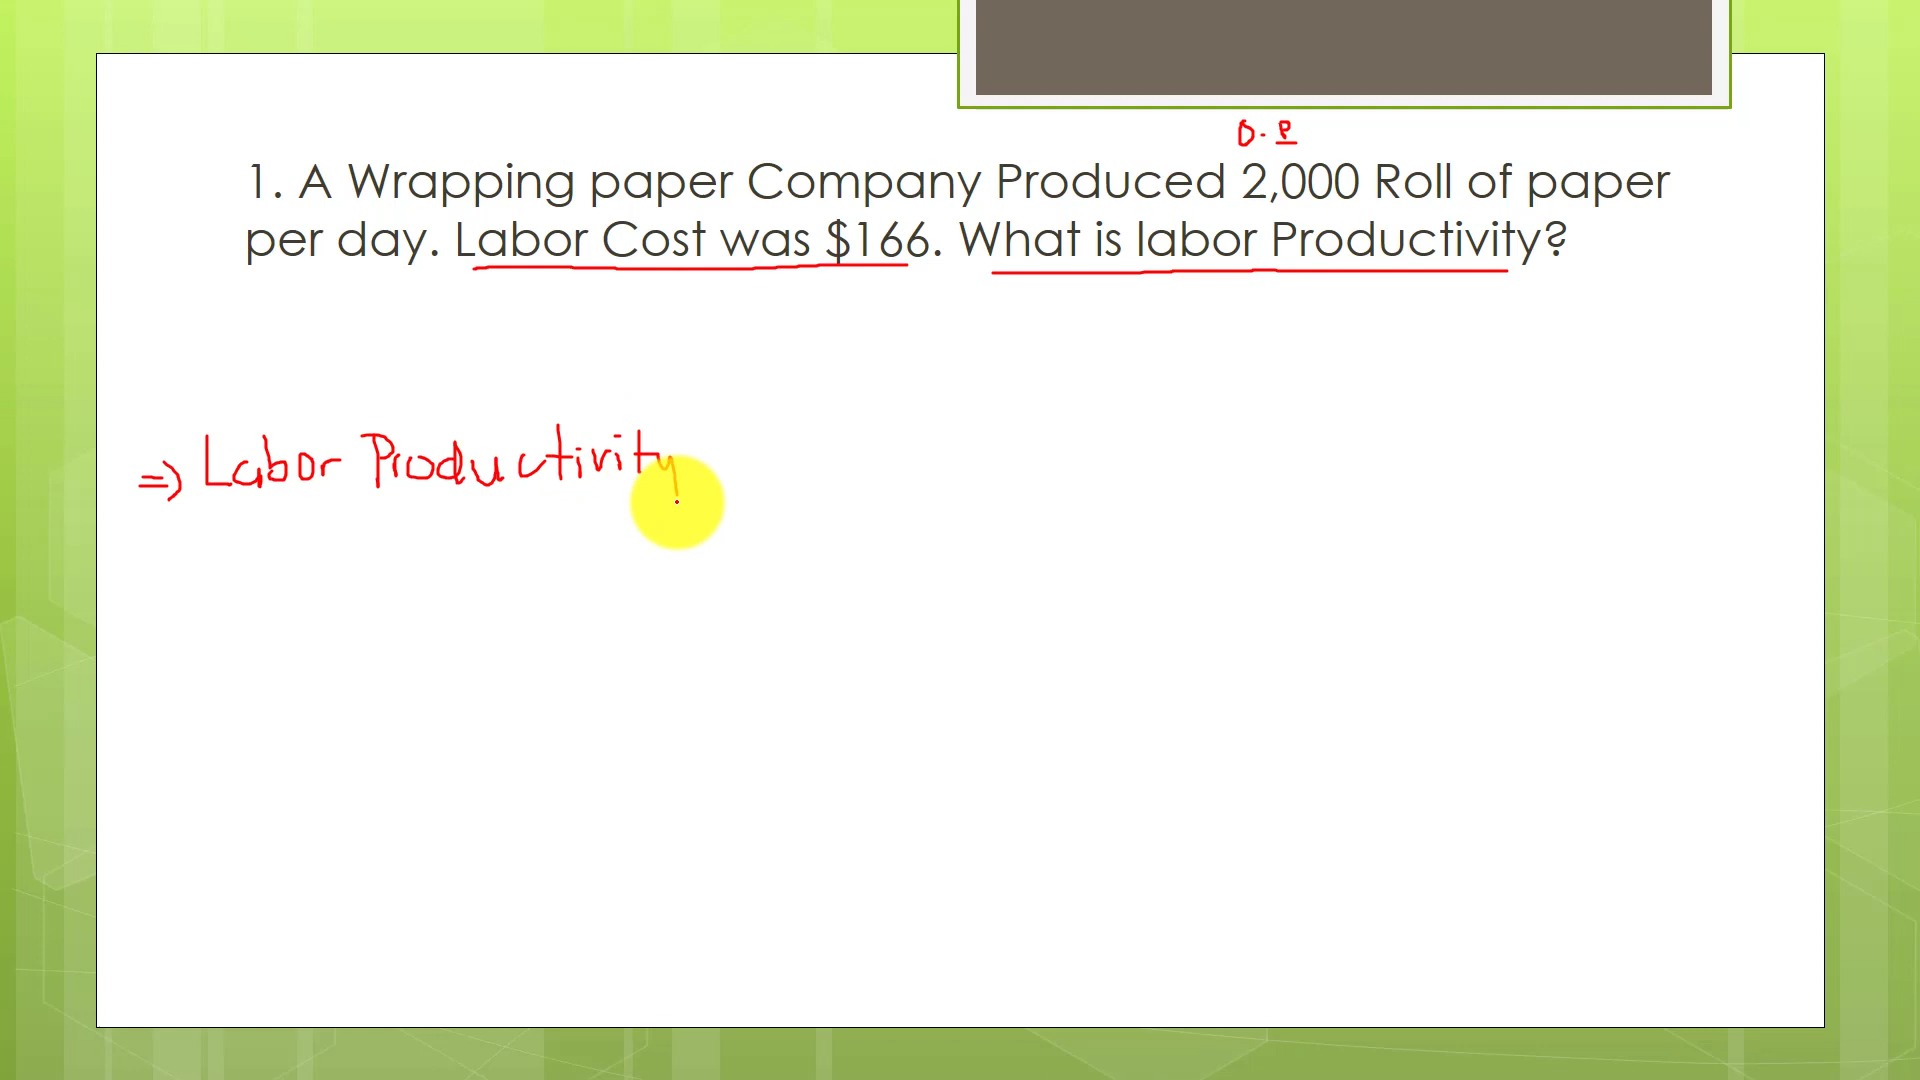 O.P
1. A Wrapping paper Company Produced 2,000 Roll of paper
per day. Labor Cost was $166. What is labor Productivity?
=> Labor Productivity